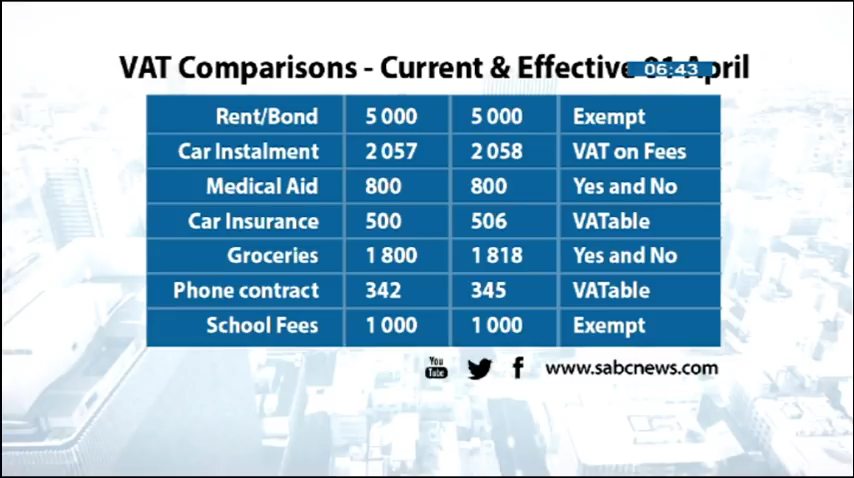 VAT Comparisons - Current & Effective 01 April
06:43
Rent/Bond 5 000 5 000 Exempt
Car Instalment 2 057 2 058 VAT on Fees
Medical Aid 800 800 Yes and No
Car Insurance 500 506 VATable
Groceries 1 800 1 818 Yes and No
Phone contract 342 345 VATable
School Fees 1 000 1 000 Exempt
You Tube f www.sabcnews.com